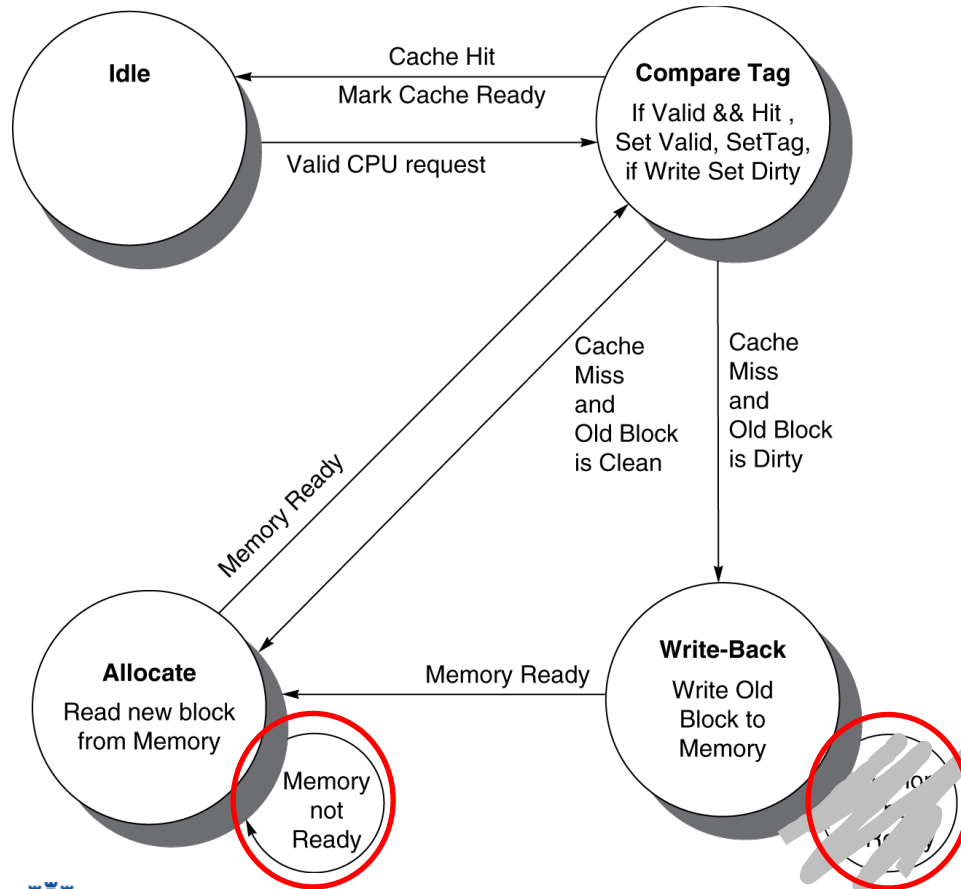 Idle
Cache Hit
Mark Cache Ready
Valid CPU request
Compare Tag
If Valid && Hit ,
Set Valid, SetTag,
if Write Set Dirty
Cache
Miss
and
Old Block
is Clean
Cache
Miss
and
Old Block
is Dirty
Memory Ready
Allocate
Read new block
from Memory
Memory Ready
Write-Back
Write Old
Block to
Memory
Memory
not
Ready